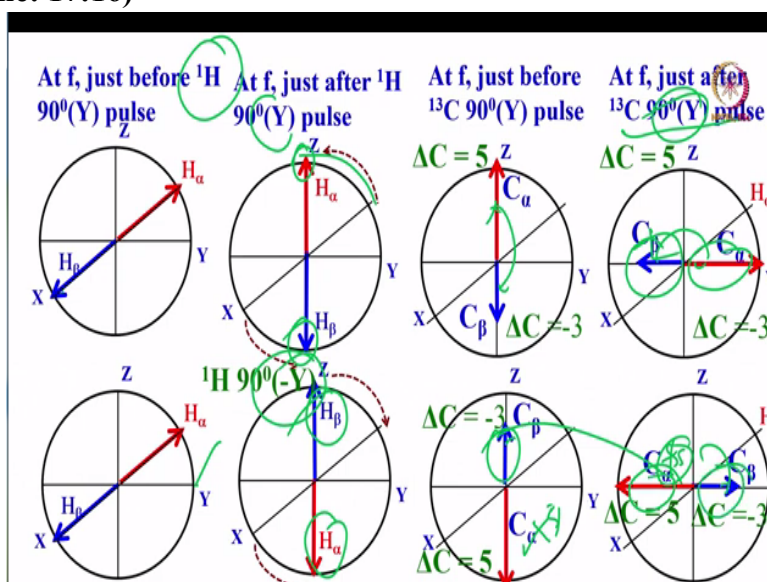 At f, just before ¹H
90⁰(Y) pulse
Z
Hα
Hβ
X
Y
At f, just after ¹H
90⁰(Y) pulse
Z
Hα
Y
X
Hβ
At f, just before
¹³C 90⁰(Y) pulse
ΔC = 5
Z
Cα
Y
X
Cβ
ΔC =-3
At f, just after
¹³C 90⁰(Y) pulse
ΔC = 5
Z
Cβ
Cα
X
ΔC =-3
Z
Hα
Hβ
Y
X
¹H 90⁰(-Y)
Z
Hβ
Y
X
Hα
Z
ΔC = -3
Cβ
Y
X
Cα
ΔC = 5
Z
Cα
Cβ
ΔC = 5
ΔC =-3
X